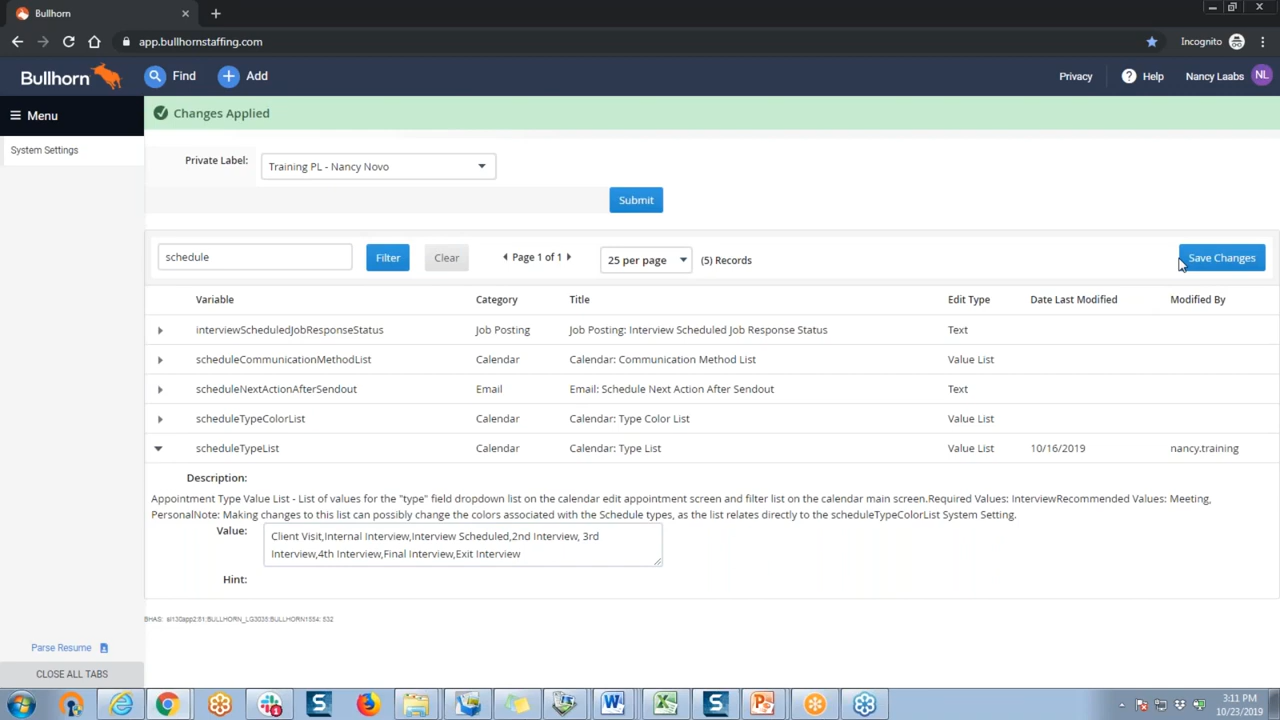 Bullhorn
app.bullhornstaffing.com
Incognito
Bullhorn
Find
Add
Privacy
? Help
Nancy Laabs
NL
Menu
Changes Applied
System Settings
Private Label:
Training PL - Nancy Novo
Submit
schedule
Filter
Clear
Page 1 of 1
25 per page
(5) Records
Save Changes
Variable
Category
Title
Edit Type
Date Last Modified
Modified By
interviewScheduledJobResponseStatus
Job Posting
Job Posting: Interview Scheduled Job Response Status
Text
scheduleCommunicationMethodList
Calendar
Calendar: Communication Method List
Value List
scheduleNextActionAfterSendout
Email
Email: Schedule Next Action After Sendout
Text
scheduleTypeColorList
Calendar
Calendar: Type Color List
Value List
scheduleTypeList
Calendar
Calendar: Type List
Value List
10/16/2019
nancy.training
Description:
Appointment Type Value List - List of values for the "type" field dropdown list on the calendar edit appointment screen and filter list on the calendar main screen.Required Values: InterviewRecommended Values: Meeting,
PersonalNote: Making changes to this list can possibly change the colors associated with the Schedule types, as the list relates directly to the scheduleTypeColorList System Setting.
Value:
Client Visit,Internal Interview,Interview Scheduled,2nd Interview, 3rd
Interview,4th Interview,Final Interview,Exit Interview
Hint:
BHAS: sl130app2:81:BULLHORN_LG3035:BULLHORN1554: 532
Parse Resume
CLOSE ALL TABS
3:11 PM
10/23/2019